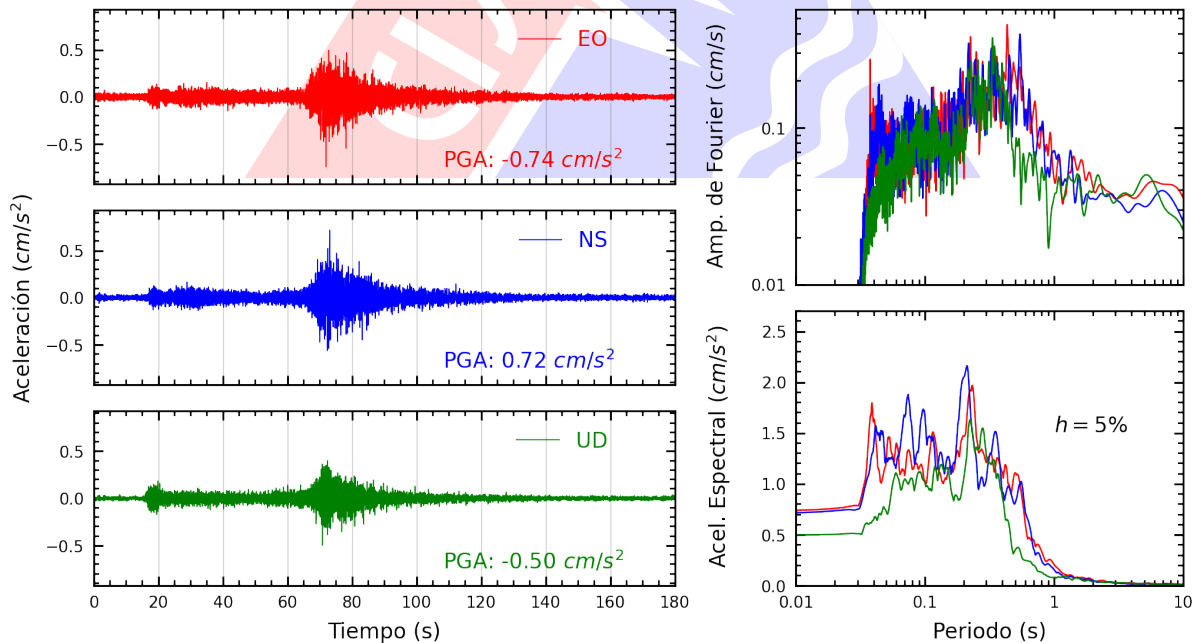 Aceleración (cm/s²)
0.5
0.0
−0.5
EO
PGA: -0.74 cm/s²
0.5
0.0
−0.5
NS
PGA: 0.72 cm/s²
0.5
0.0
−0.5
UD
PGA: -0.50 cm/s²
0 20 40 60 80 100 120 140 160 180
Tiempo (s)
Amp. de Fourier (cm/s)
0.1
0.01
Acel. Espectral (cm/s²)
2.5
2.0
1.5
1.0
0.5
0.0
h = 5%
0.01 0.1 1 10
Periodo (s)